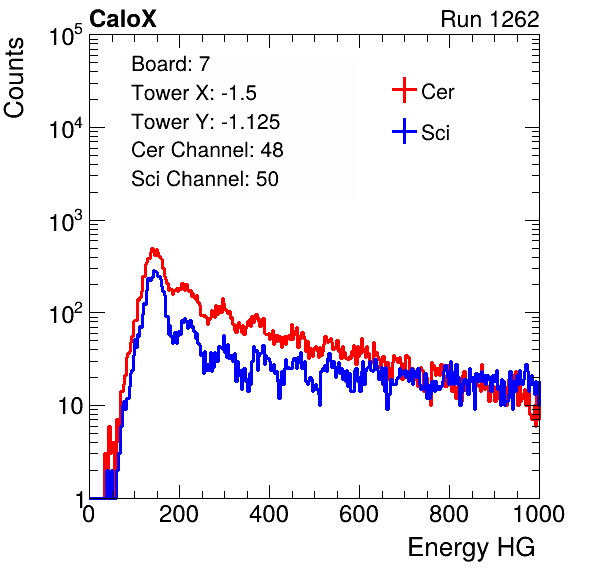 CaloX Run 1262
Counts
10^5
10^4
10^3
10^2
10
1
Board: 7
Tower X: -1.5
Tower Y: -1.125
Cer Channel: 48
Sci Channel: 50
Cer
Sci
0 200 400 600 800 1000
Energy HG